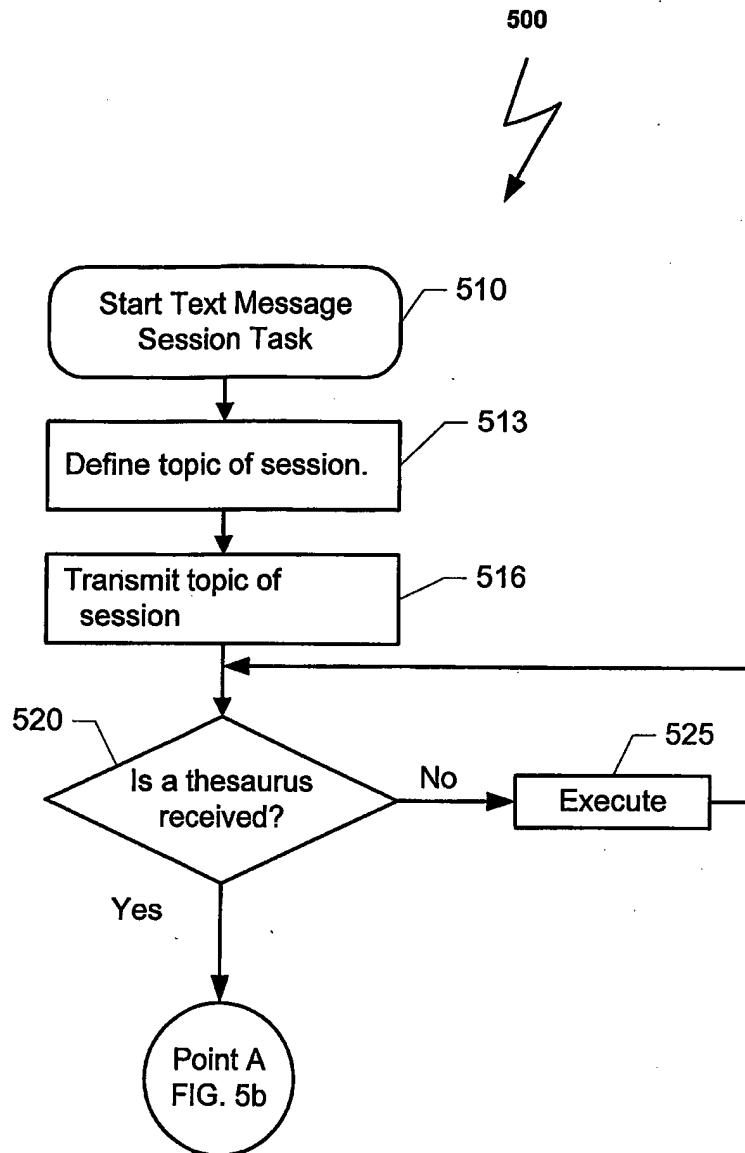 500
Start Text Message
Session Task
510
Define topic of session.
513
Transmit topic of
session
516
520
Is a thesaurus
received?
No
525
Execute
Yes
Point A
FIG. 5b